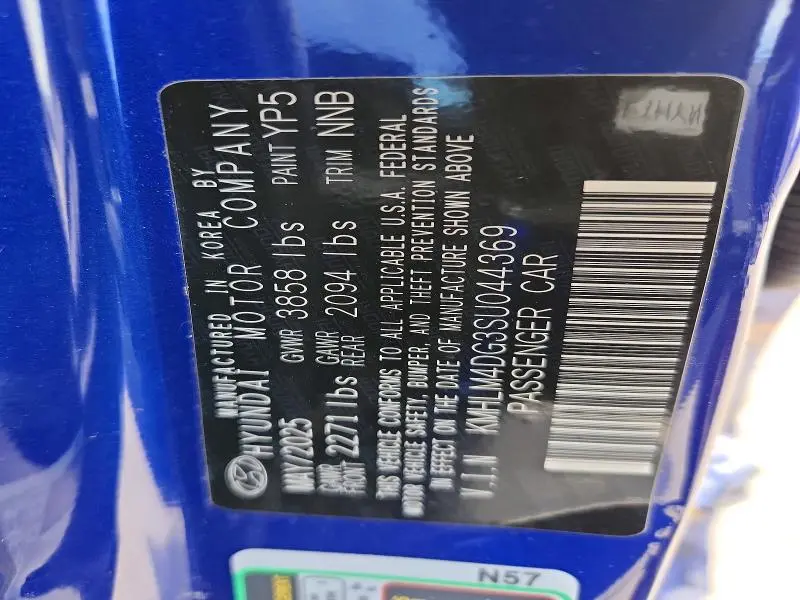 MANUFACTURED IN KOREA BY
HYUNDAI MOTOR COMPANY
MAY/2025 GVWR 3858 lbs PAINT YP5
GAWR FRONT 2271 lbs GAWR REAR 2094 lbs TRIM NNB
THIS VEHICLE CONFORMS TO ALL APPLICABLE U.S.A. FEDERAL
MOTOR VEHICLE SAFETY, BUMPER, AND THEFT PREVENTION STANDARDS
IN EFFECT ON THE DATE OF MANUFACTURE SHOWN ABOVE
V.I.N KMHLM4DG3SU044369
PASSENGER CAR
N57